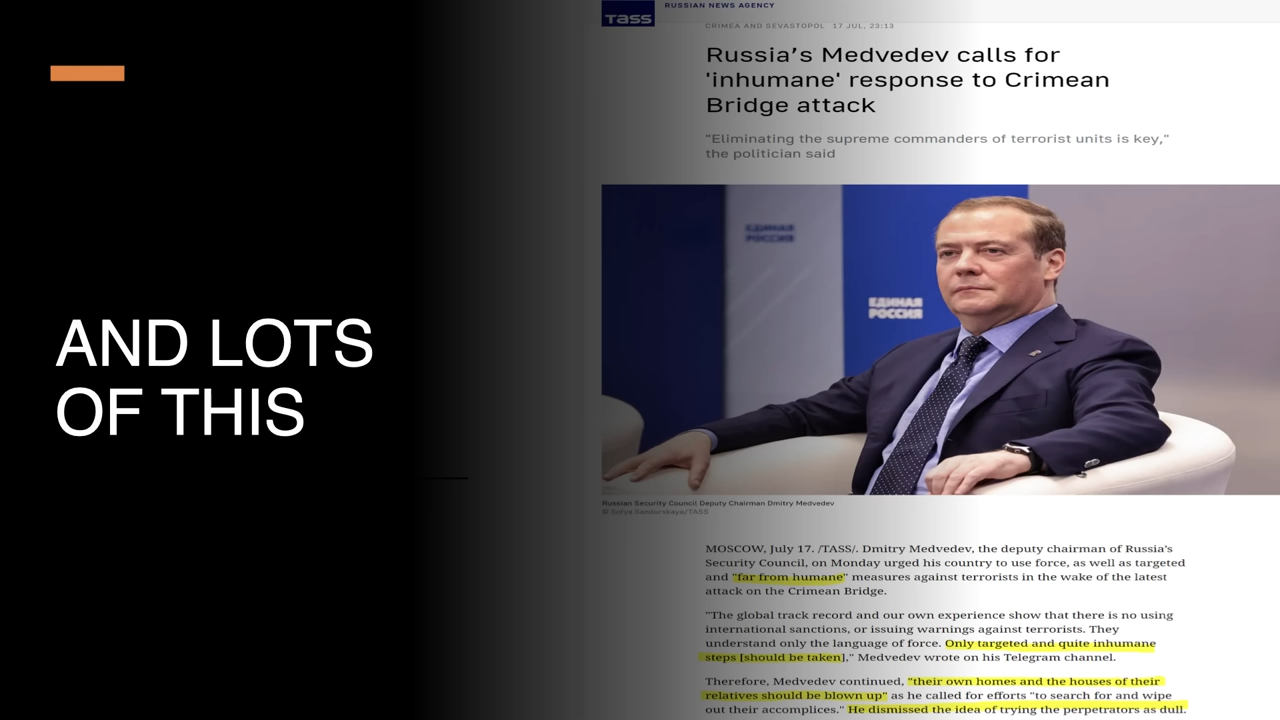 AND LOTS
OF THIS
TASS
RUSSIAN NEWS AGENCY
CRIMEA AND SEVASTOPOL 17 JUL, 23:13
Russia’s Medvedev calls for
'inhumane' response to Crimean
Bridge attack
"Eliminating the supreme commanders of terrorist units is key,"
the politician said
ЕДИНАЯ
РОССИЯ
ЕДИНАЯ
РОССИЯ
Russian Security Council Deputy Chairman Dmitry Medvedev
© Sofya Sandurskaya/TASS
MOSCOW, July 17. /TASS/. Dmitry Medvedev, the deputy chairman of Russia's
Security Council, on Monday urged his country to use force, as well as targeted
and "far from humane" measures against terrorists in the wake of the latest
attack on the Crimean Bridge.
"The global track record and our own experience show that there is no using
international sanctions, or issuing warnings against terrorists. They
understand only the language of force. Only targeted and quite inhumane
steps [should be taken]," Medvedev wrote on his Telegram channel.
Therefore, Medvedev continued, "their own homes and the houses of their
relatives should be blown up" as he called for efforts "to search for and wipe
out their accomplices." He dismissed the idea of trying the perpetrators as dull.